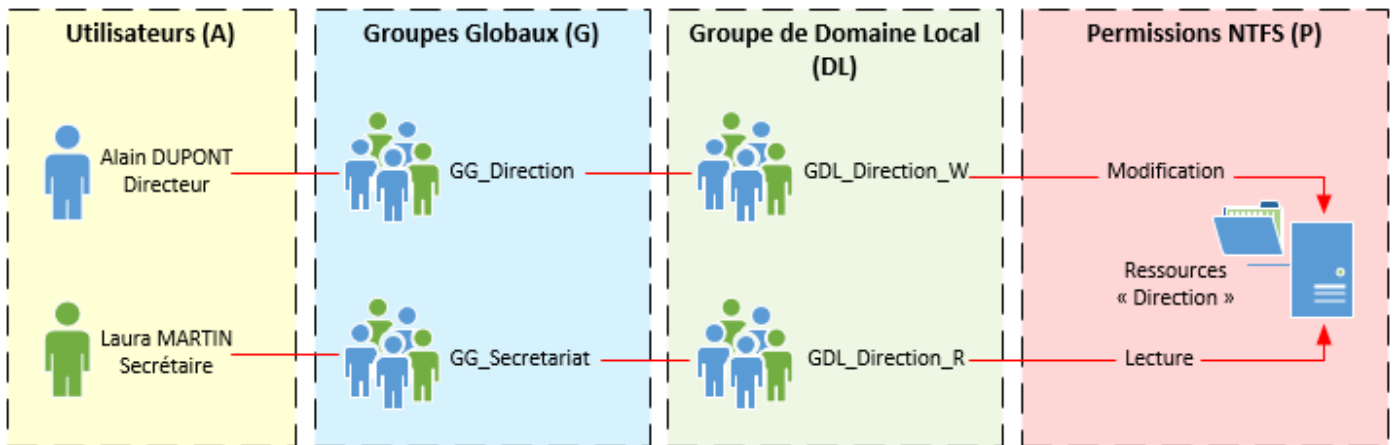 Utilisateurs (A)
Groupes Globaux (G)
Groupe de Domaine Local
(DL)
Permissions NTFS (P)
Alain DUPONT
Directeur
GG_Direction
GDL_Direction_W
Modification
Ressources
« Direction »
Laura MARTIN
Secrétaire
GG_Secretariat
GDL_Direction_R
Lecture